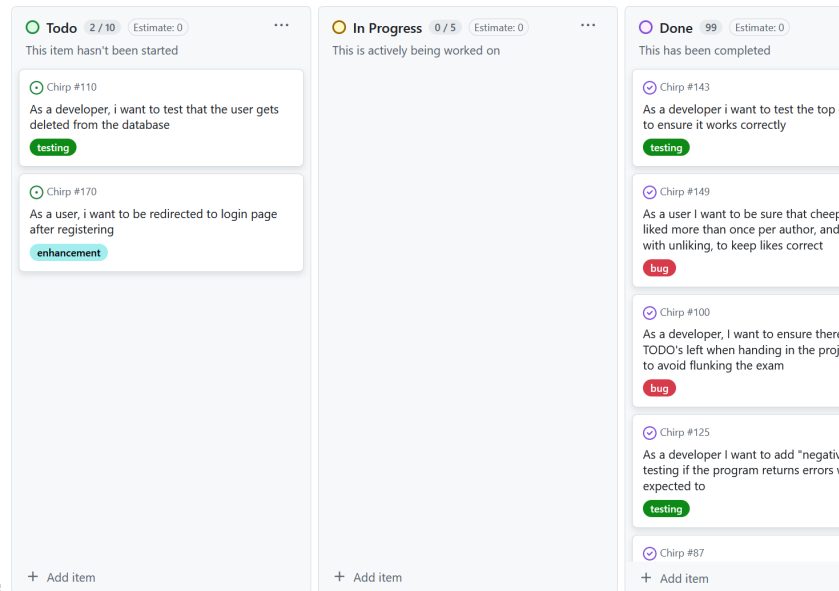 Todo 2 / 10 Estimate: 0
This item hasn't been started
Chirp #110
As a developer, i want to test that the user gets
deleted from the database
testing
Chirp #170
As a user, i want to be redirected to login page
after registering
enhancement
Add item
In Progress 0 / 5 Estimate: 0
This is actively being worked on
Add item
Done 99 Estimate: 0
This has been completed
Chirp #143
As a developer i want to test the top
to ensure it works correctly
testing
Chirp #149
As a user I want to be sure that cheep
liked more than once per author, and
with unliking, to keep likes correct
bug
Chirp #100
As a developer, I want to ensure there
TODO's left when handing in the proj
to avoid flunking the exam
bug
Chirp #125
As a developer I want to add "negativ
testing if the program returns errors
expected to
testing
Chirp #87
Add item